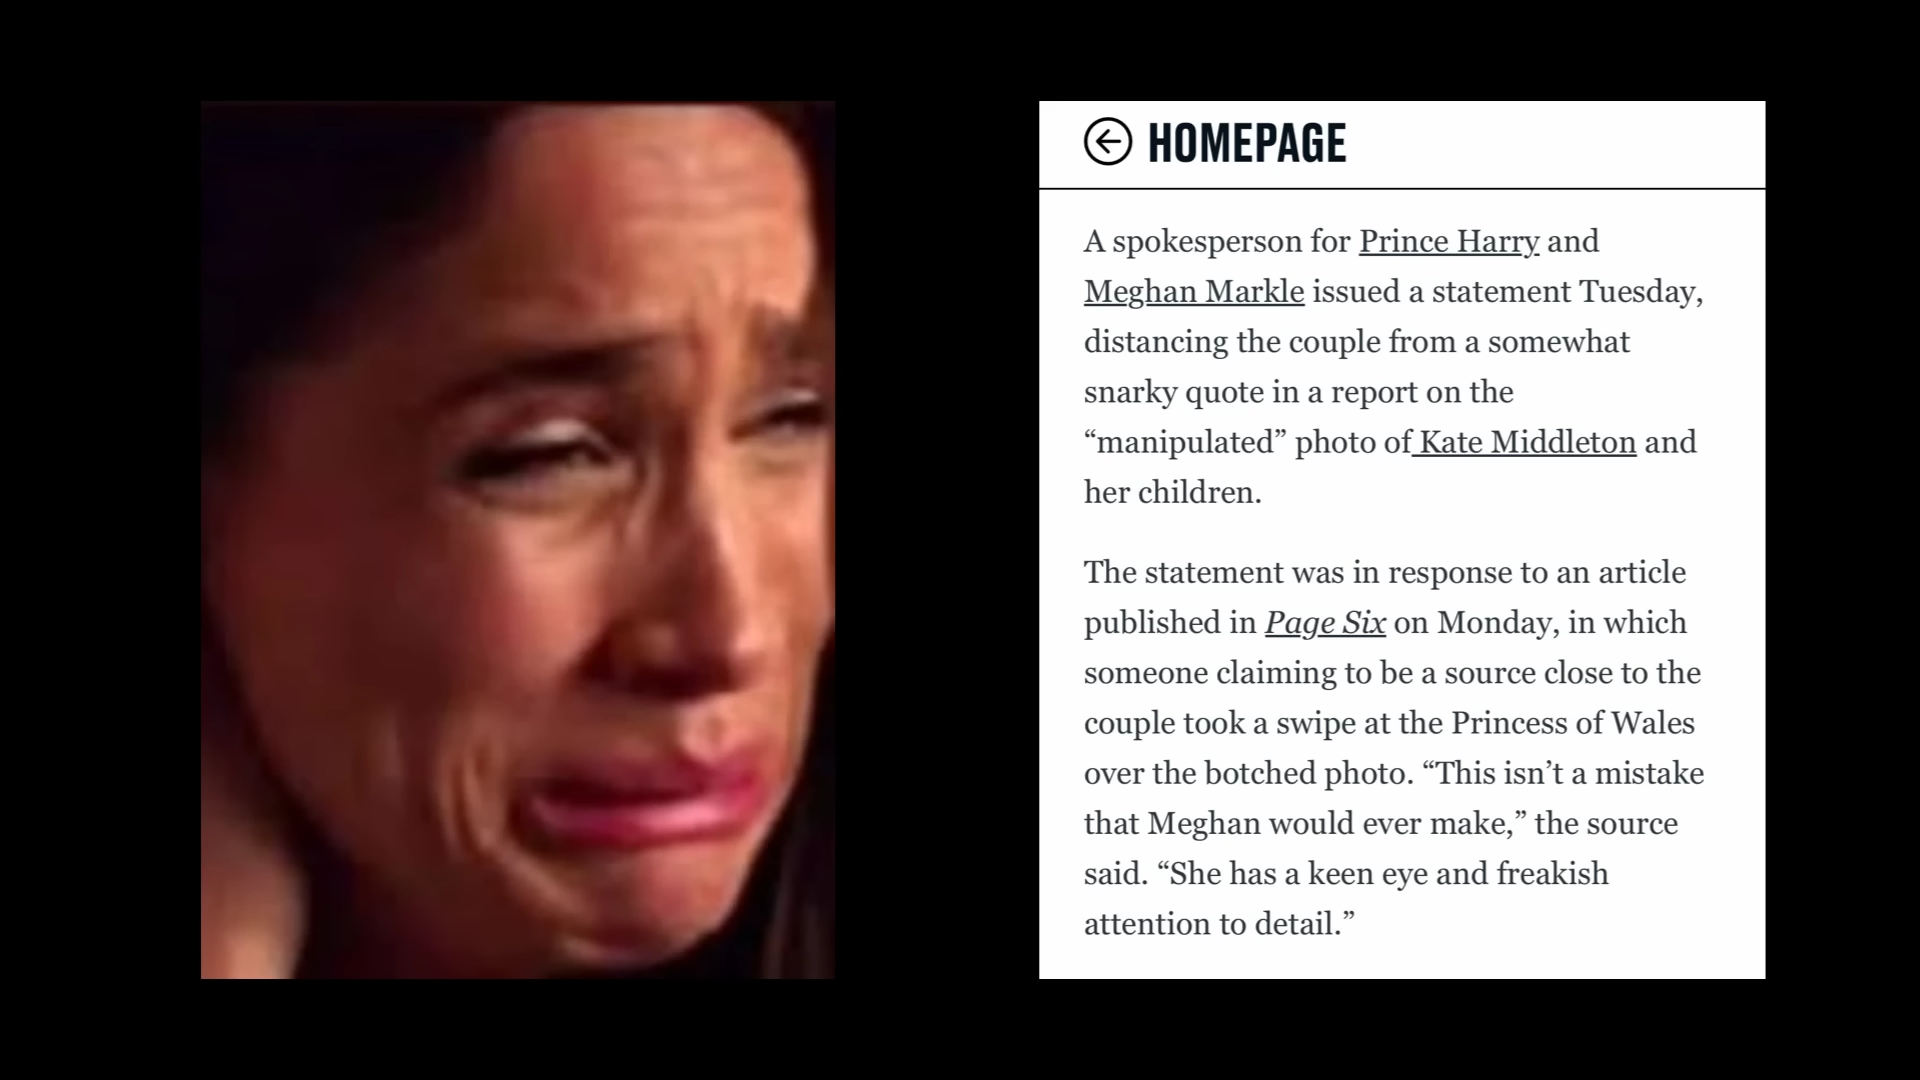 HOMEPAGE
A spokesperson for Prince Harry and
Meghan Markle issued a statement Tuesday,
distancing the couple from a somewhat
snarky quote in a report on the
“manipulated” photo of Kate Middleton and
her children.
The statement was in response to an article
published in Page Six on Monday, in which
someone claiming to be a source close to the
couple took a swipe at the Princess of Wales
over the botched photo. “This isn’t a mistake
that Meghan would ever make,” the source
said. “She has a keen eye and freakish
attention to detail.”